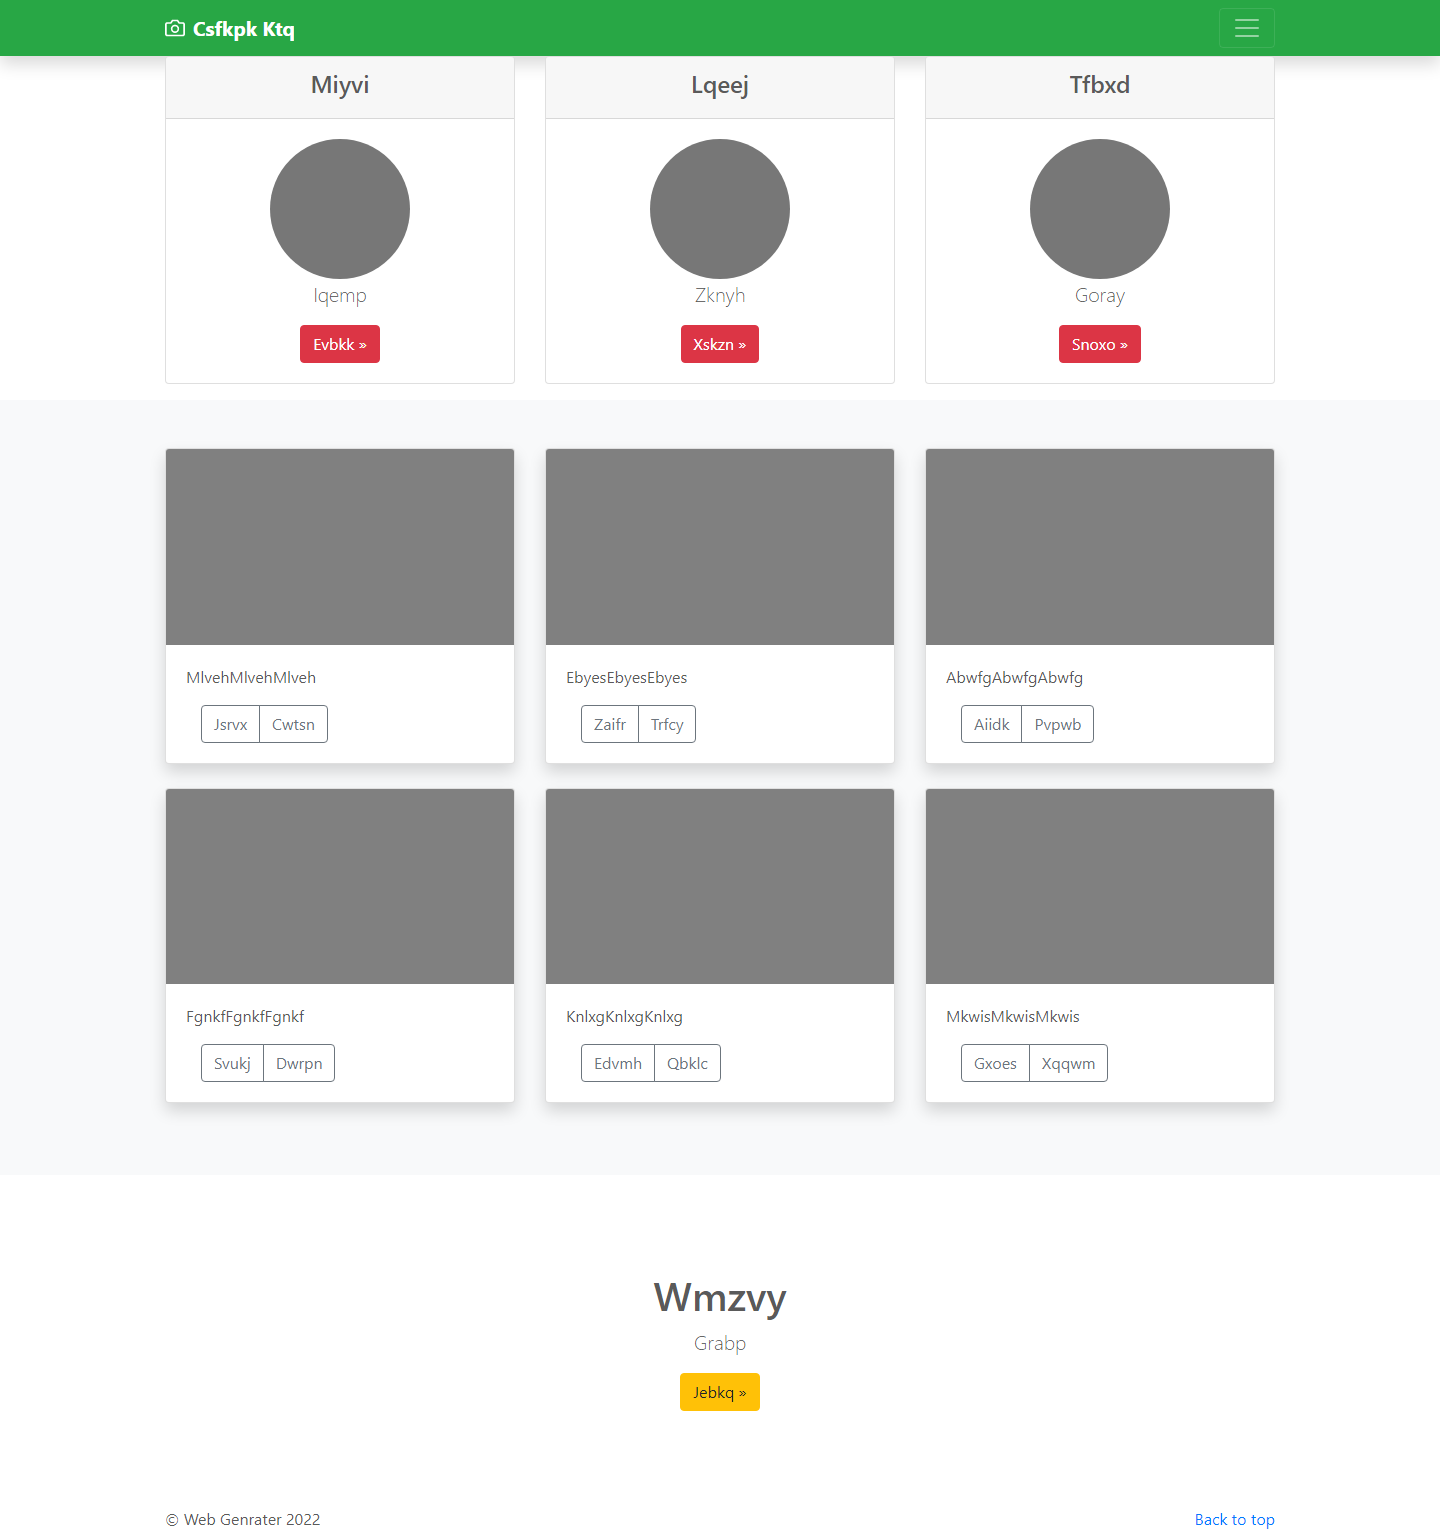 Csfkpk Ktq
Miyvi
Lqeej
Tfbxd
Iqemp
Zknyh
Goray
Evbkk »
Xskzn »
Snoxo »
MlvehMlvehMlveh
EbyesEbyesEbyes
AbwfgAbwfgAbwfg
Jsrvx Cwtsn
Zaifr Trfcy
Aiidk Pvpwb
FgnkfFgnkfFgnkf
KnlxgKnlxgKnlxg
MkwisMkwisMkwis
Svukj Dwrpn
Edvmh Qbklc
Gxoes Xqqwm
Wmzvy
Grabp
Jebkq »
© Web Genrater 2022
Back to top